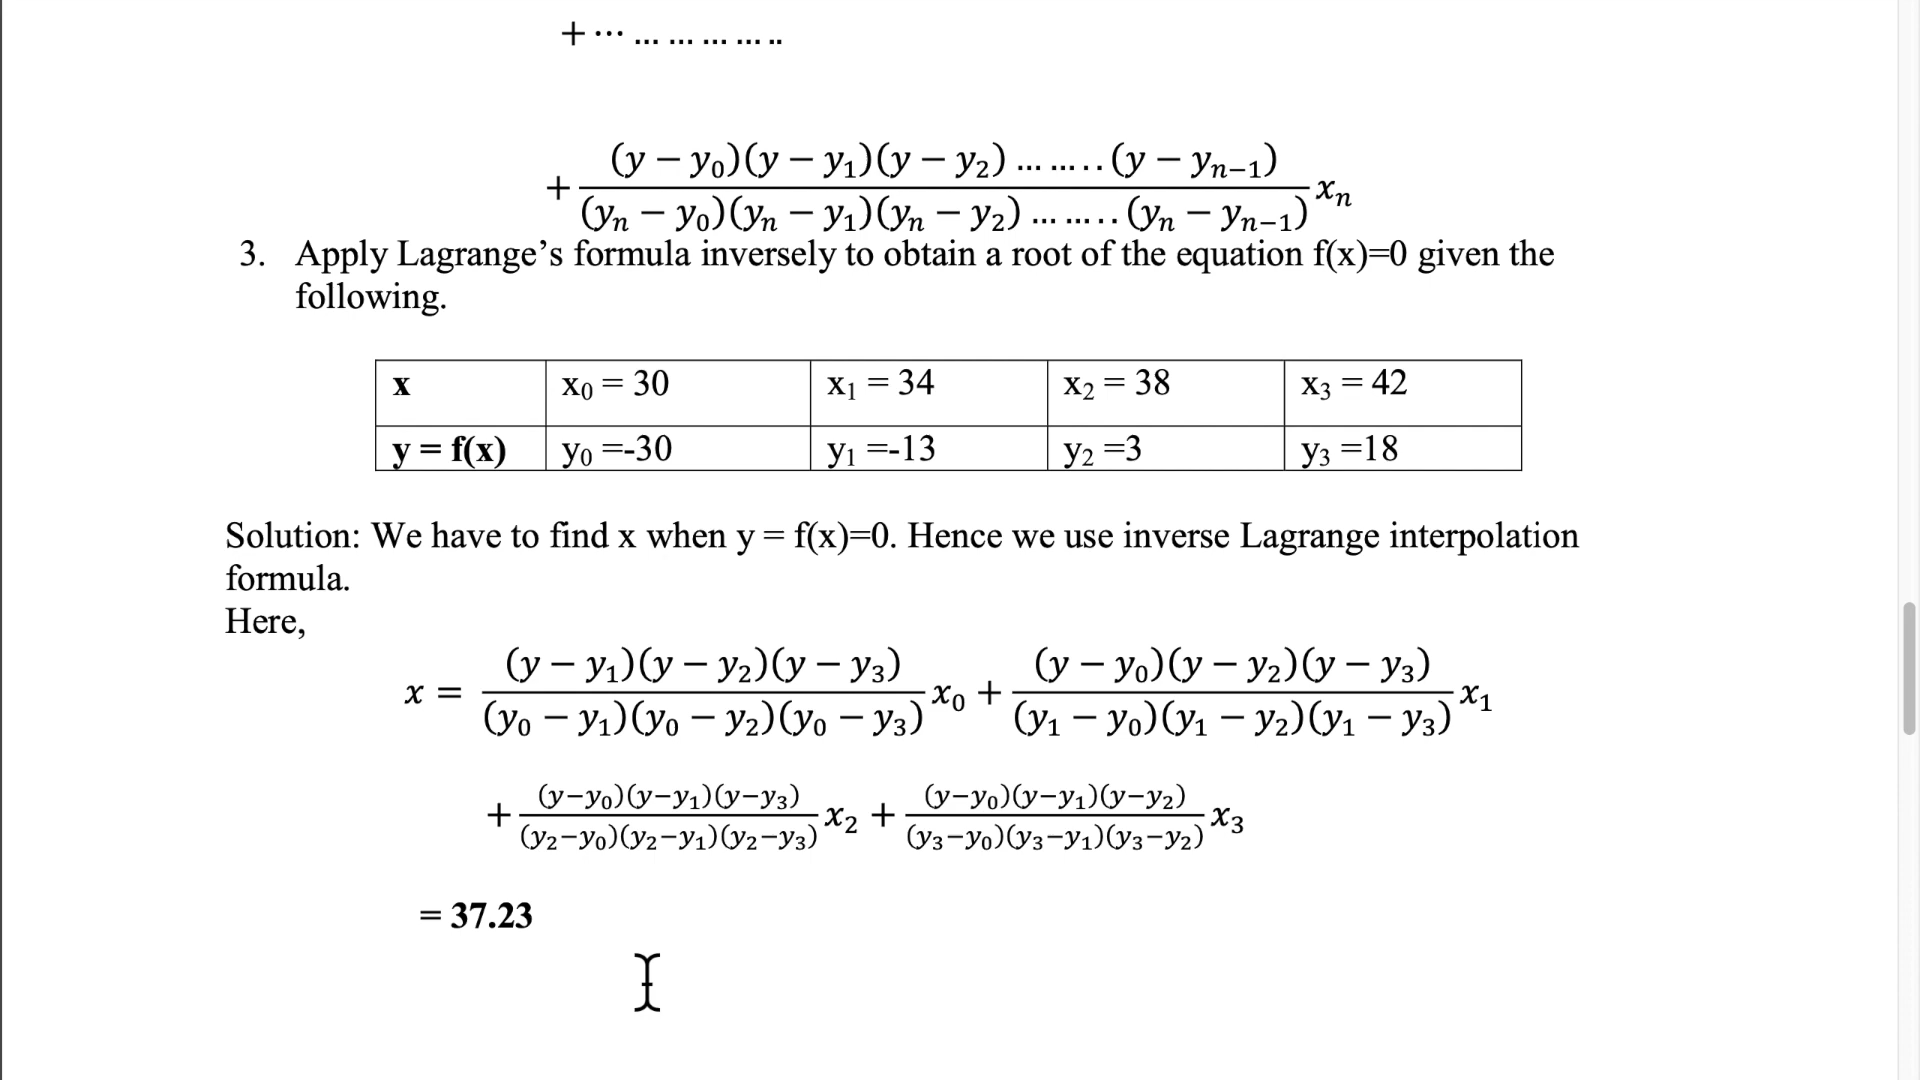 +⋯ … … … … ..
+ (y − y₀)(y − y₁)(y − y₂) … … . . (y − yₙ₋₁) / (yₙ − y₀)(yₙ − y₁)(yₙ − y₂) … … . . (yₙ − yₙ₋₁) xₙ
3. Apply Lagrange’s formula inversely to obtain a root of the equation f(x)=0 given the
following.
x x₀ = 30 x₁ = 34 x₂ = 38 x₃ = 42
y = f(x) y₀ =-30 y₁ =-13 y₂ =3 y₃ =18
Solution: We have to find x when y = f(x)=0. Hence we use inverse Lagrange interpolation
formula.
Here,
x = (y − y₁)(y − y₂)(y − y₃) / (y₀ − y₁)(y₀ − y₂)(y₀ − y₃) x₀ + (y − y₀)(y − y₂)(y − y₃) / (y₁ − y₀)(y₁ − y₂)(y₁ − y₃) x₁
+ (y−y₀)(y−y₁)(y−y₃) / (y₂−y₀)(y₂−y₁)(y₂−y₃) x₂ + (y−y₀)(y−y₁)(y−y₂) / (y₃−y₀)(y₃−y₁)(y₃−y₂) x₃
= 37.23